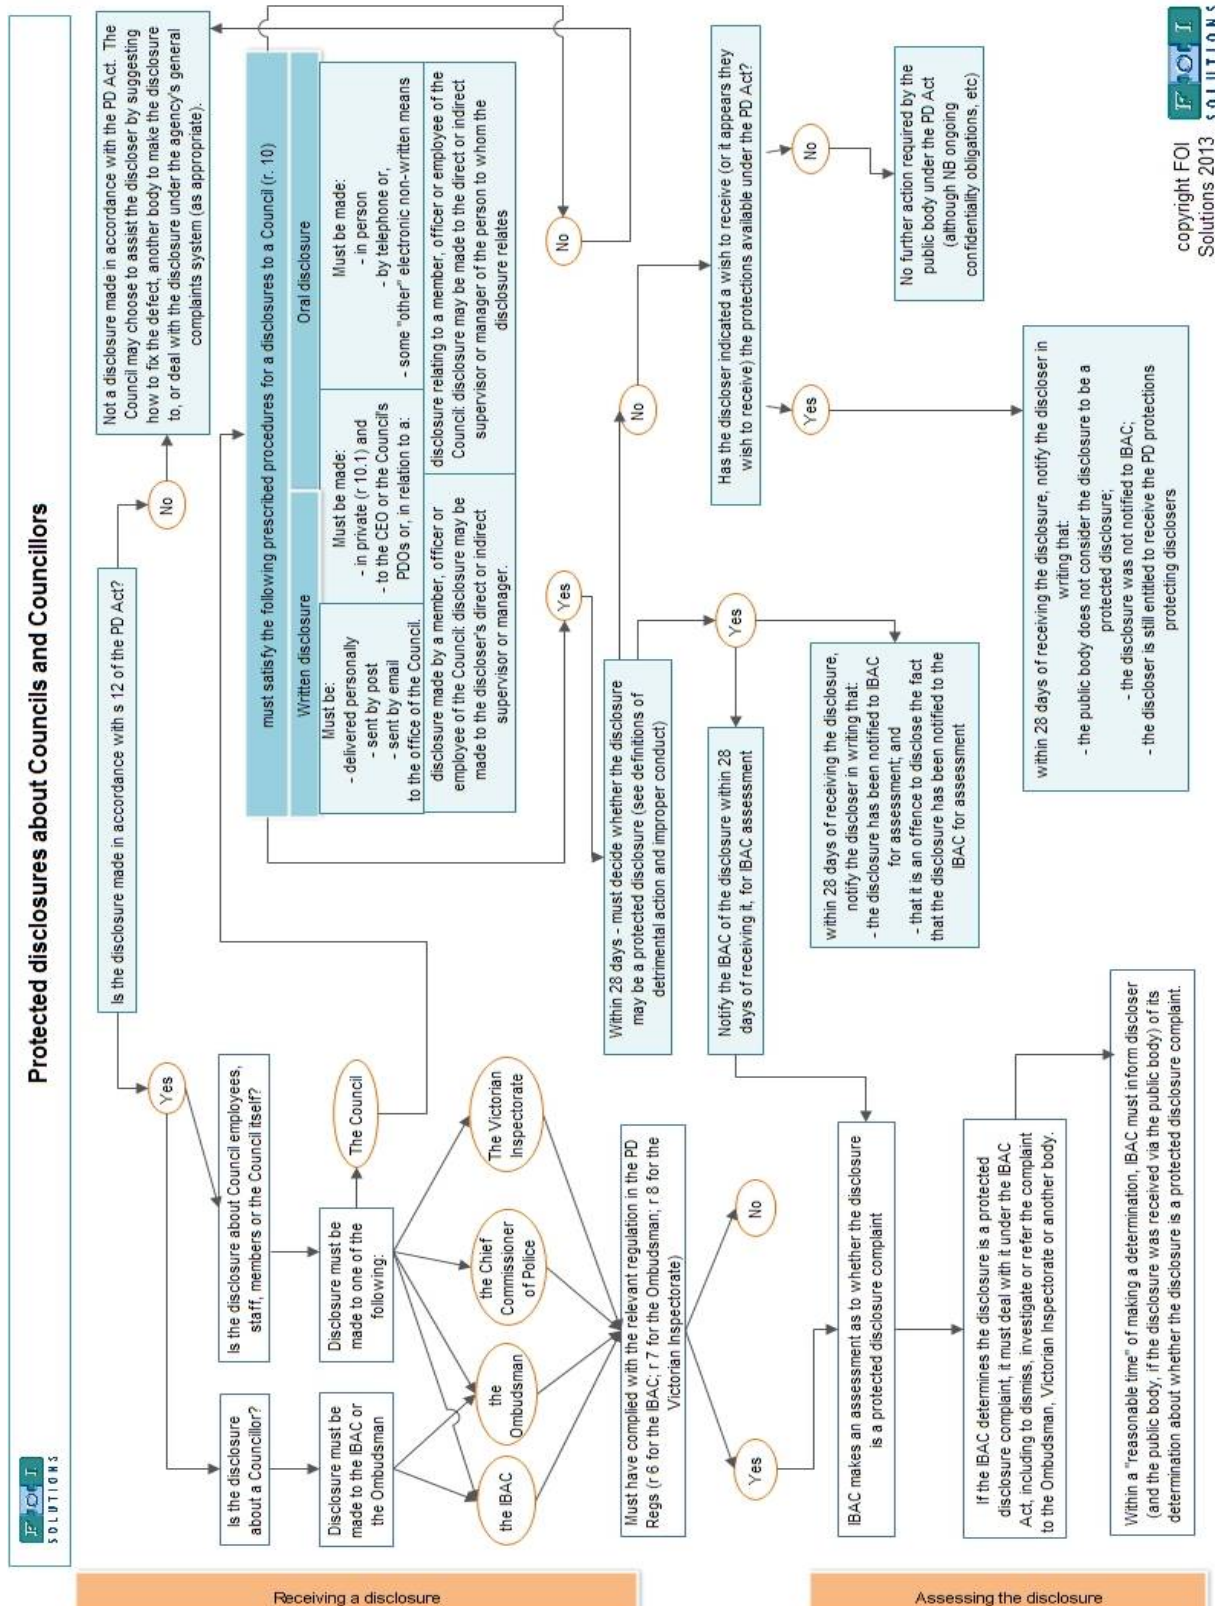 Protected disclosures about Councils and Councillors
F O I
SOLUTIONS
Receiving a disclosure
Is the disclosure made in accordance with s 12 of the PD Act?
Yes
No
Not a disclosure made in accordance with the PD Act. The
Council may choose to assist the discloser by suggesting
how to fix the defect, another body to make the disclosure
to, or deal with the disclosure under the agency's general
complaints system (as appropriate).
Is the disclosure
about a Councillor?
Is the disclosure about Council employees,
staff, members or the Council itself?
Disclosure must be
made to the IBAC or
the Ombudsman
Disclosure must be
made to one of the
following:
The Council
the IBAC
the
Ombudsman
the Chief
Commissioner
of Police
The Victorian
Inspectorate
must satisfy the following prescribed procedures for a disclosures to a Council (r. 10)
Written disclosure
Oral disclosure
Must be:
- delivered personally
- sent by post
- sent by email
to the office of the Council.
Must be made:
- in private (r 10.1) and
- to the CEO or the Council's
PDOs or, in relation to a:
Must be made:
- in person
- by telephone or,
- some "other" electronic non-written means
disclosure made by a member, officer or
employee of the Council: disclosure may be
made to the discloser's direct or indirect
supervisor or manager.
disclosure relating to a member, officer or employee of the
Council: disclosure may be made to the direct or indirect
supervisor or manager of the person to whom the
disclosure relates
Yes
No
Must have complied with the relevant regulation in the PD
Regs (r 6 for the IBAC; r 7 for the Ombudsman; r 8 for the
Victorian Inspectorate)
Yes
No
Within 28 days - must decide whether the disclosure
may be a protected disclosure (see definitions of
detrimental action and improper conduct)
No
Yes
Assessing the disclosure
Notify the IBAC of the disclosure within 28
days of receiving it, for IBAC assessment
Has the discloser indicated a wish to receive (or it appears they
wish to receive) the protections available under the PD Act?
Yes
No
within 28 days of receiving the disclosure,
notify the discloser in writing that:
- the disclosure has been notified to IBAC
for assessment; and
- that it is an offence to disclose the fact
that the disclosure has been notified to the
IBAC for assessment
No further action required by the
public body under the PD Act
(although NB ongoing
confidentiality obligations, etc)
IBAC makes an assessment as to whether the disclosure
is a protected disclosure complaint
If the IBAC determines the disclosure is a protected
disclosure complaint, it must deal with it under the IBAC
Act, including to dismiss, investigate or refer the complaint
to the Ombudsman, Victorian Inspectorate or another body.
within 28 days of receiving the disclosure, notify the discloser in
writing that:
- the public body does not consider the disclosure to be a
protected disclosure;
- the disclosure was not notified to IBAC;
- the discloser is still entitled to receive the PD protections
protecting disclosers
Within a "reasonable time" of making a determination, IBAC must inform discloser
(and the public body, if the disclosure was received via the public body) of its
determination about whether the disclosure is a protected disclosure complaint.
copyright FOI
Solutions 2013
F O I
SOLUTIONS